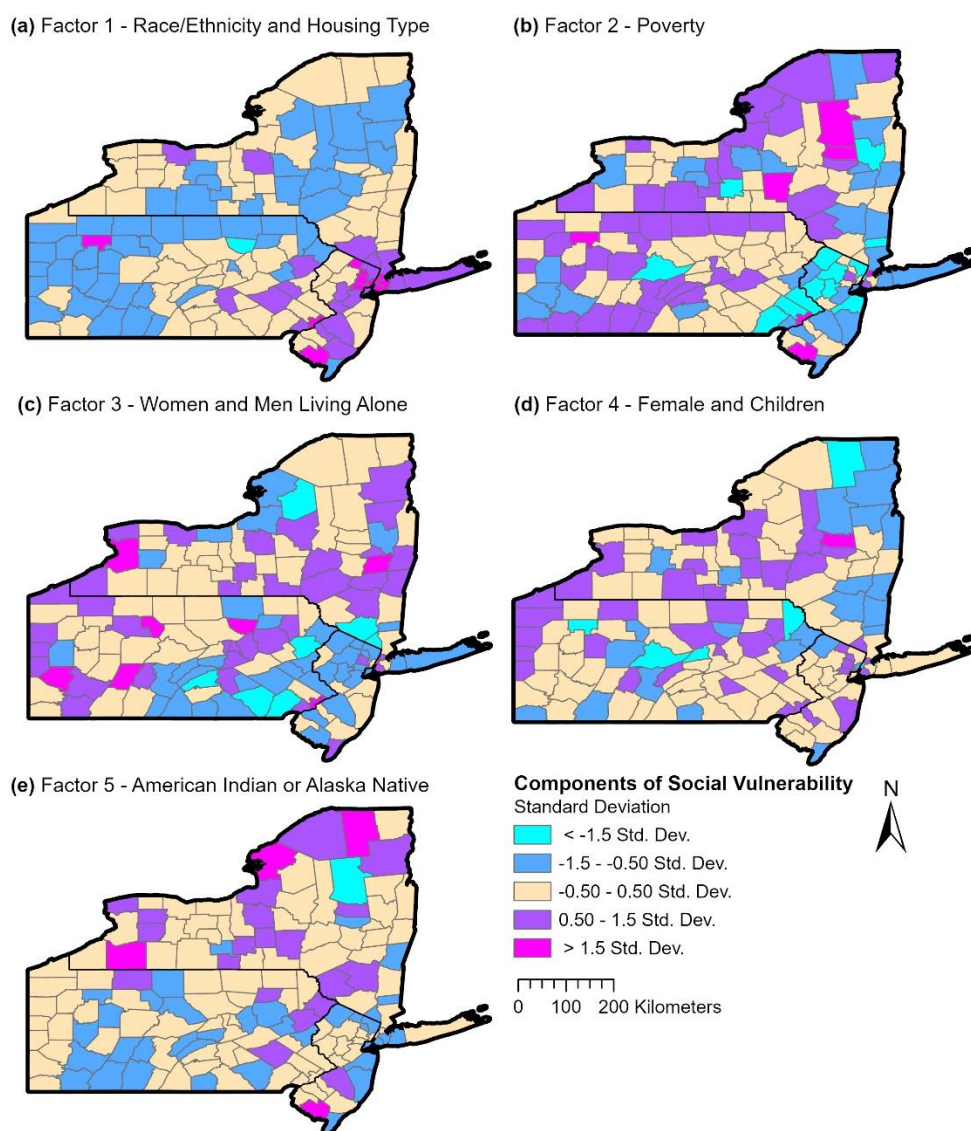 (a) Factor 1 - Race/Ethnicity and Housing Type
(b) Factor 2 - Poverty
(c) Factor 3 - Women and Men Living Alone
(d) Factor 4 - Female and Children
(e) Factor 5 - American Indian or Alaska Native
Components of Social Vulnerability
Standard Deviation
< -1.5 Std. Dev.
-1.5 - -0.50 Std. Dev.
-0.50 - 0.50 Std. Dev.
0.50 - 1.5 Std. Dev.
> 1.5 Std. Dev.
N
0 100 200 Kilometers